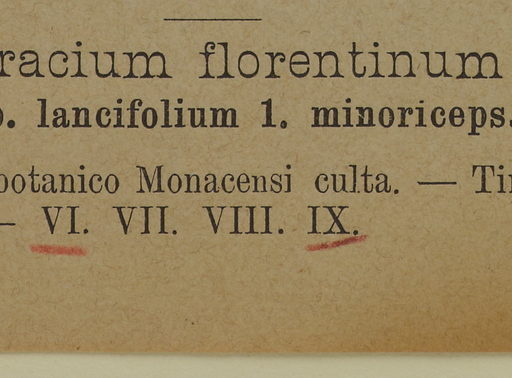 racium florentinum
. lancifolium 1. minoriceps.
botanico Monacensi culta. — Ti
— VI. VII. VIII. IX.